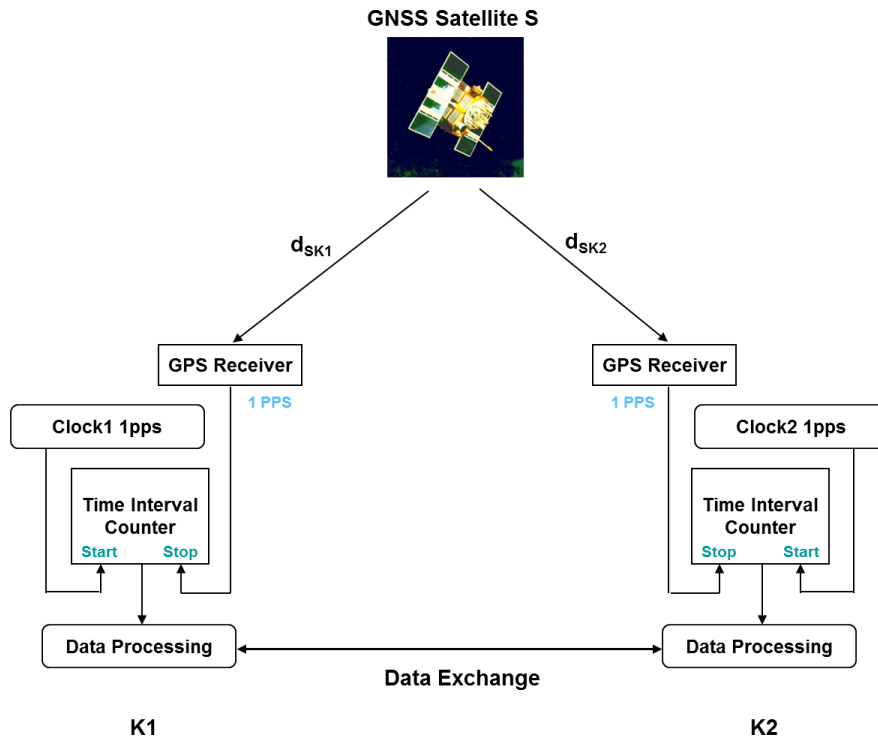 GNSS Satellite S
dSK1
dSK2
GPS Receiver
GPS Receiver
1 PPS
1 PPS
Clock1 1pps
Clock2 1pps
Time Interval
Counter
Start Stop
Time Interval
Counter
Stop Start
Data Processing
Data Processing
Data Exchange
K1
K2